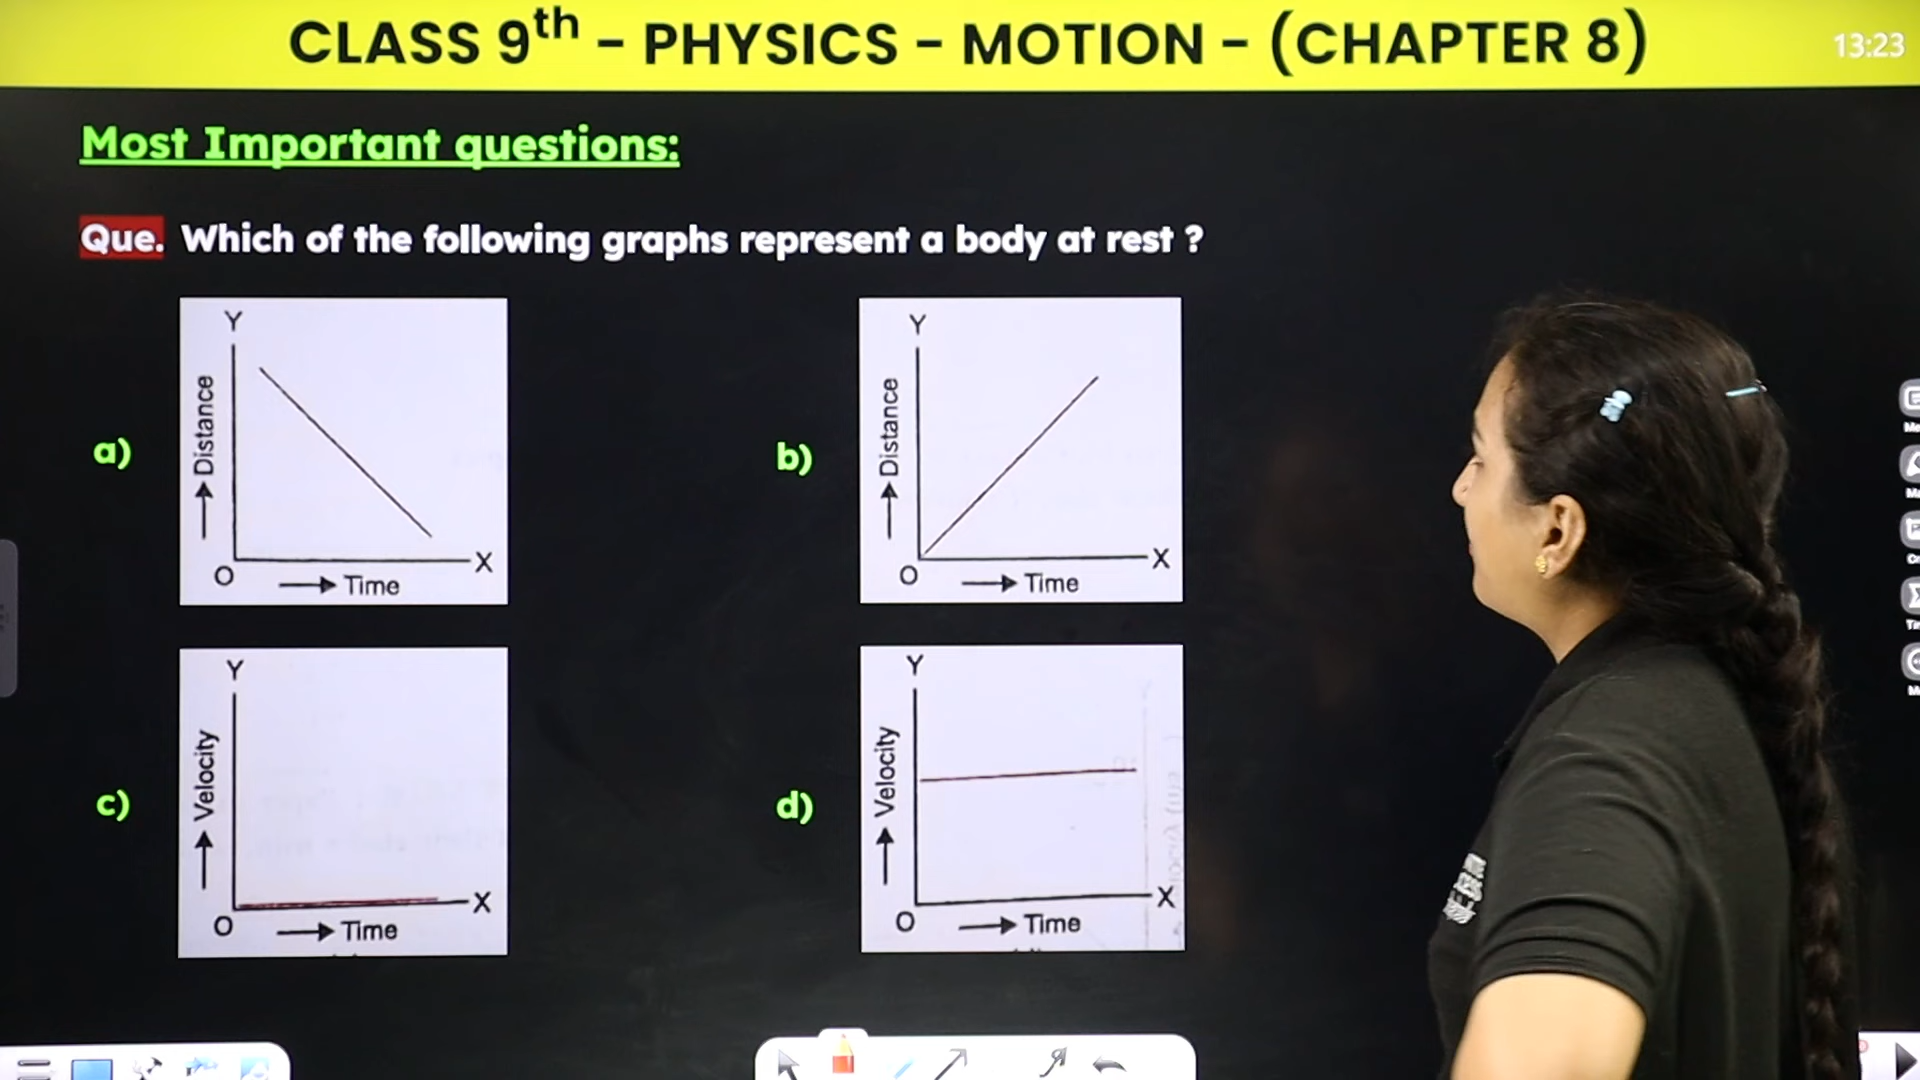 CLASS 9th - PHYSICS - MOTION - (CHAPTER 8)
13:23
Most Important questions:
Que. Which of the following graphs represent a body at rest ?
a)
Y
Distance
O
Time
X
b)
Y
Distance
O
Time
X
c)
Y
Velocity
O
Time
X
d)
Y
Velocity
O
Time
X